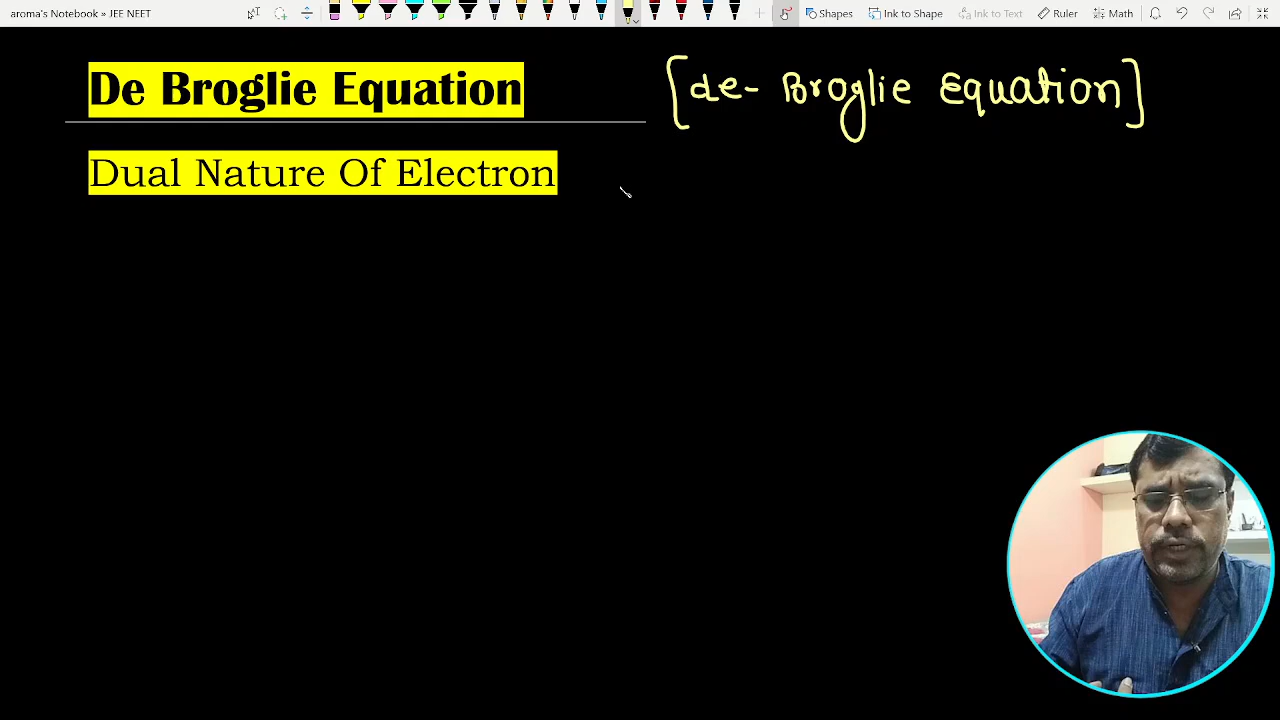 aroma's Notebook » JEE NEET
Shapes
Ink to Shape
Ink to Text
Ruler
Math
De Broglie Equation
[de-Broglie Equation]
Dual Nature Of Electron